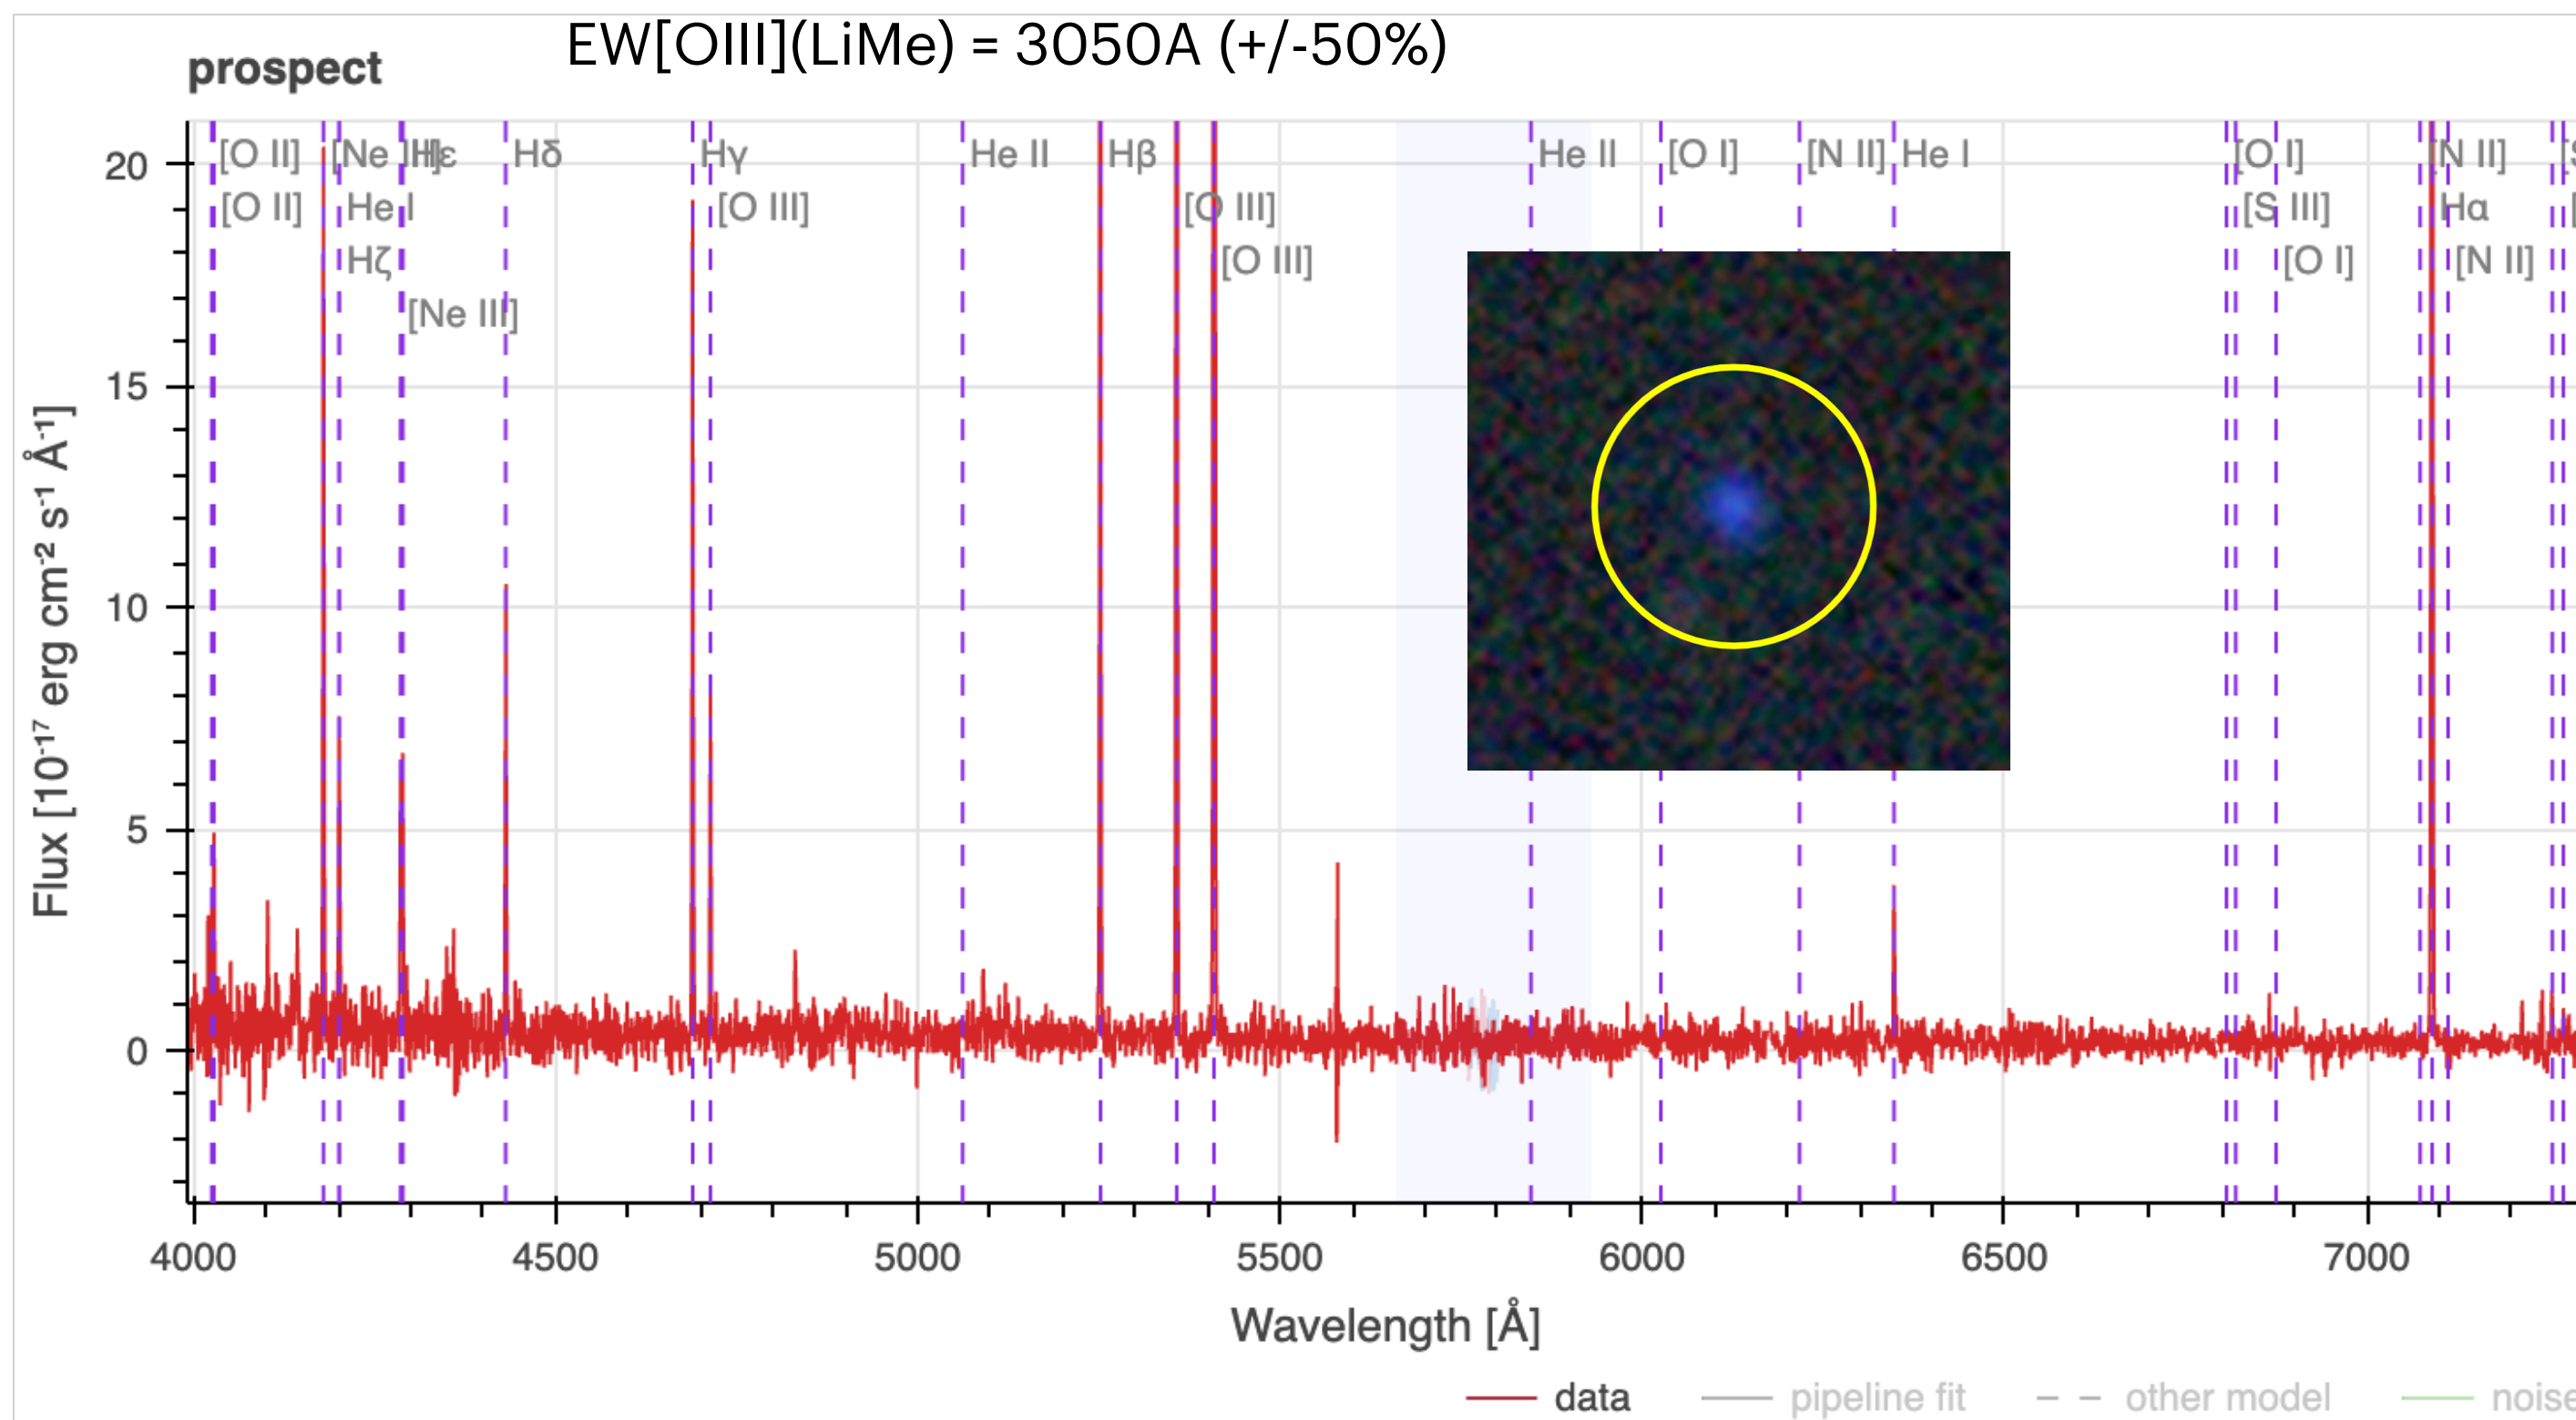 EW[OIII](LiMe) = 3050A (+/-50%)
prospect
[O II] [Ne III] Hε Hδ Hγ He II Hβ He II [O I] [N II] He I [O I] [N II]
[O II] He I [O III] [O III] [S III] Hα
Hζ [O III] [O I] [N II]
[Ne III]
20
15
10
5
0
Flux [10⁻¹⁷ erg cm⁻² s⁻¹ Å⁻¹]
4000 4500 5000 5500 6000 6500 7000
Wavelength [Å]
data pipeline fit other model noise